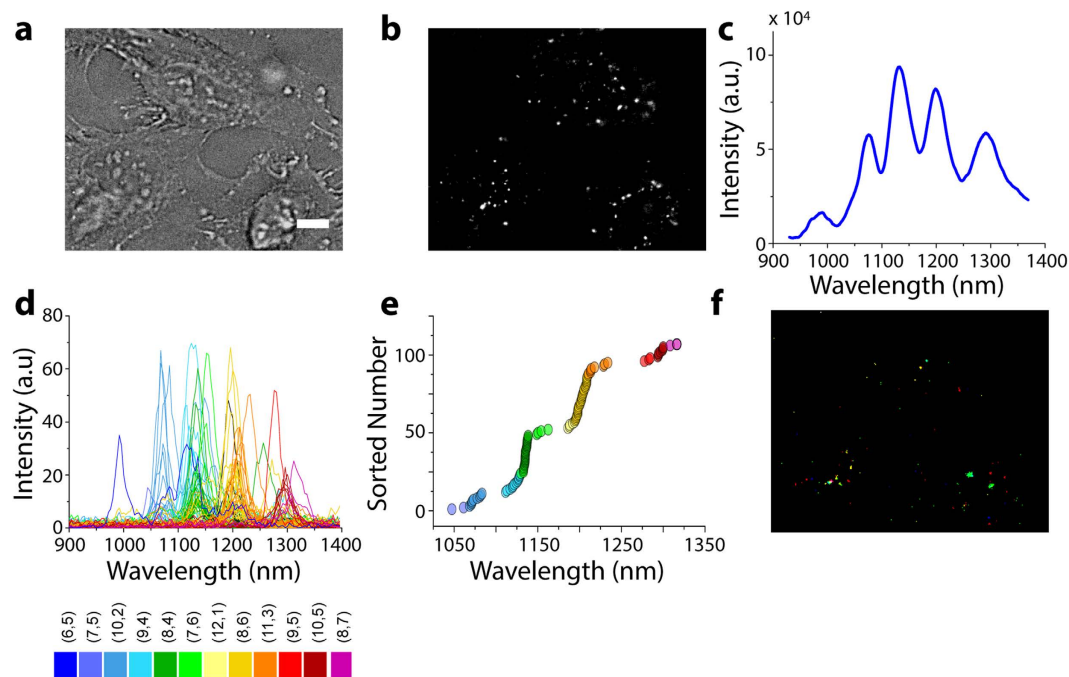 a
b
c
x 10⁴
Intensity (a.u.)
10
5
0
900 1000 1100 1200 1300 1400
Wavelength (nm)
d
Intensity (a.u)
80
60
40
20
0
900 1000 1100 1200 1300 1400
Wavelength (nm)
e
Sorted Number
100
50
0
1050 1150 1250 1350
Wavelength (nm)
f
(6,5)
(7,5)
(10,2)
(9,4)
(8,4)
(7,6)
(12,1)
(8,6)
(11,3)
(9,5)
(10,5)
(8,7)